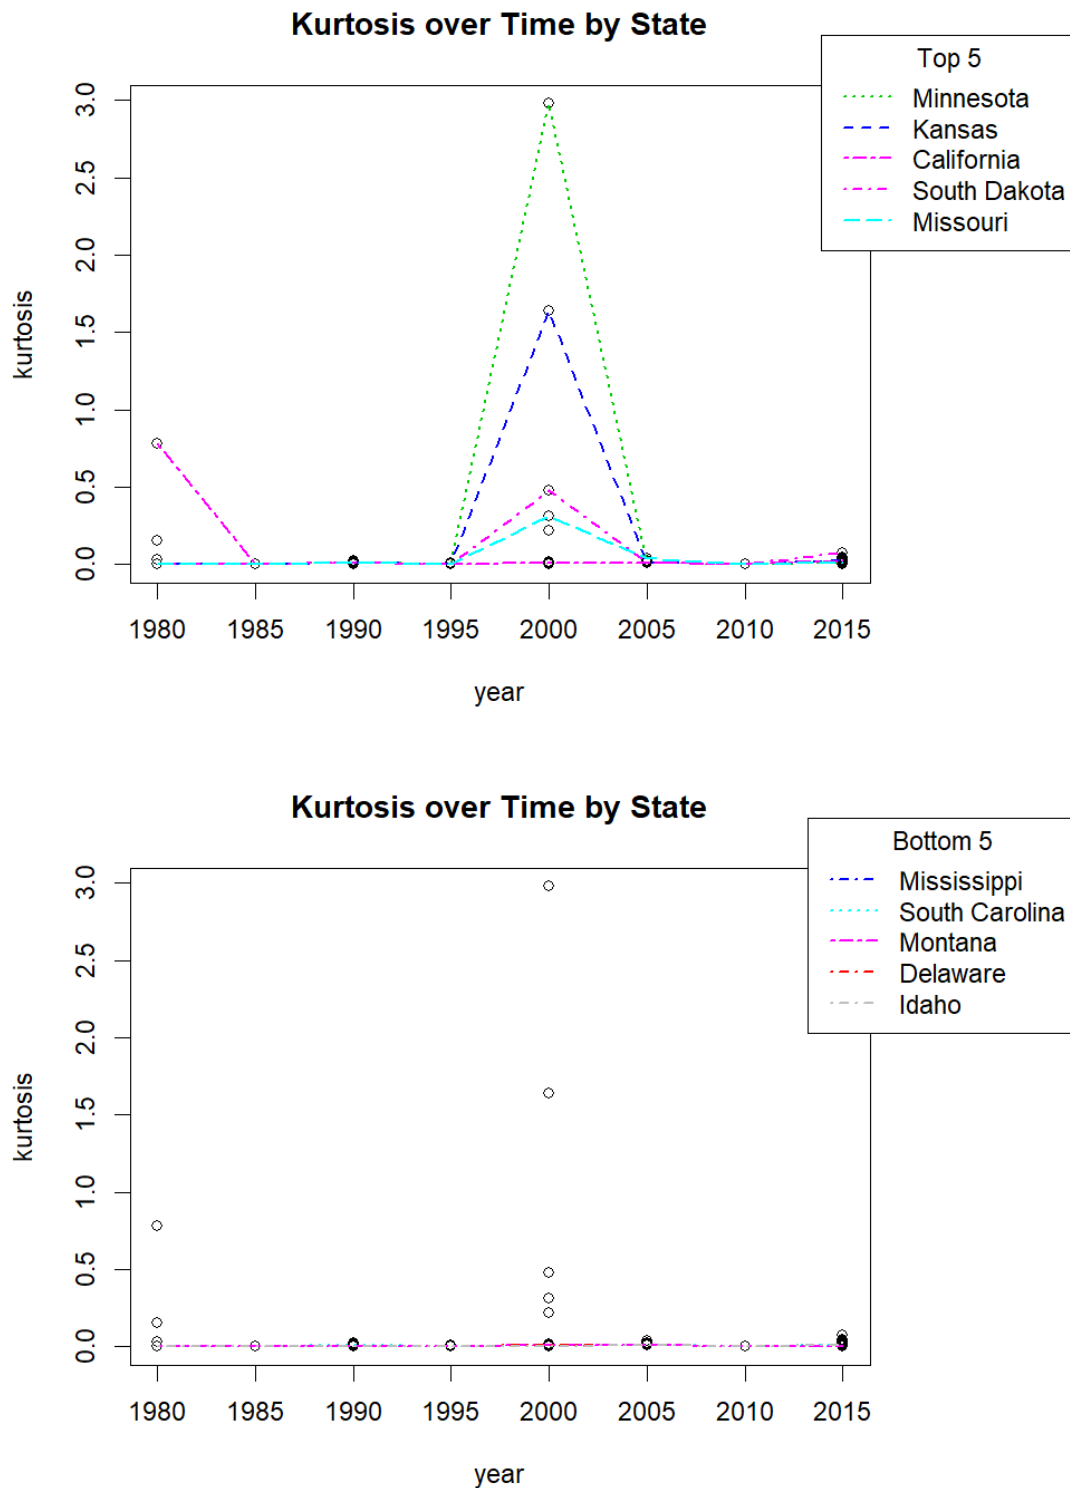 Kurtosis over Time by State
Top 5
Minnesota
Kansas
California
South Dakota
Missouri
kurtosis
3.0
2.5
2.0
1.5
1.0
0.5
0.0
1980 1985 1990 1995 2000 2005 2010 2015
year
Kurtosis over Time by State
Bottom 5
Mississippi
South Carolina
Montana
Delaware
Idaho
kurtosis
3.0
2.5
2.0
1.5
1.0
0.5
0.0
1980 1985 1990 1995 2000 2005 2010 2015
year